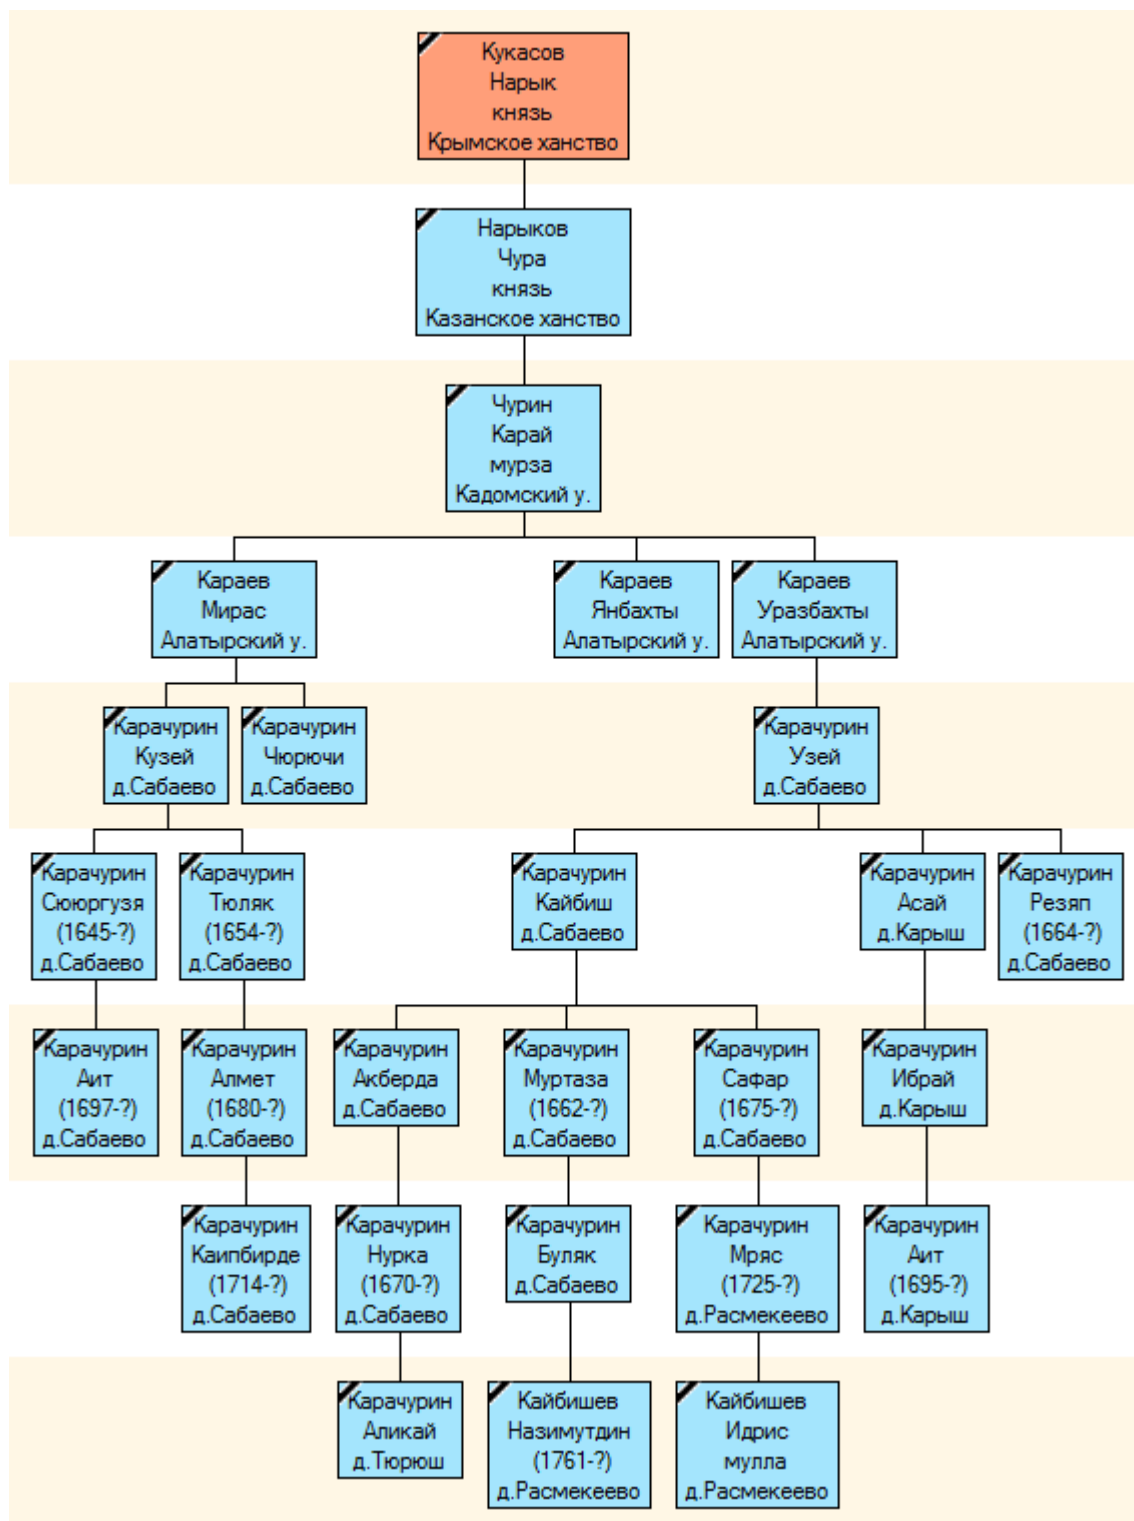 Кукасов
Нарык
князь
Крымское ханство
Нарыков
Чура
князь
Казанское ханство
Чурин
Карай
мурза
Кадомский у.
Караев
Мирас
Алатырский у.
Караев
Янбахты
Алатырский у.
Караев
Уразбахты
Алатырский у.
Карачурин
Кузей
д.Сабаево
Карачурин
Чюрючи
д.Сабаево
Карачурин
Узей
д.Сабаево
Карачурин
Сююргузя
(1645-?)
д.Сабаево
Карачурин
Тюляк
(1654-?)
д.Сабаево
Карачурин
Кайбиш
д.Сабаево
Карачурин
Асай
д.Карыш
Карачурин
Резяп
(1664-?)
д.Сабаево
Карачурин
Аит
(1697-?)
д.Сабаево
Карачурин
Алмет
(1680-?)
д.Сабаево
Карачурин
Акберда
д.Сабаево
Карачурин
Муртаза
(1662-?)
д.Сабаево
Карачурин
Сафар
(1675-?)
д.Сабаево
Карачурин
Ибрай
д.Карыш
Карачурин
Каипбирде
(1714-?)
д.Сабаево
Карачурин
Нурка
(1670-?)
д.Сабаево
Карачурин
Буляк
д.Сабаево
Карачурин
Мряс
(1725-?)
д.Расмекеево
Карачурин
Аит
(1695-?)
д.Карыш
Карачурин
Аликай
д.Тюрюш
Кайбишев
Назимутдин
(1761-?)
д.Расмекеево
Кайбишев
Идрис
мулла
д.Расмекеево